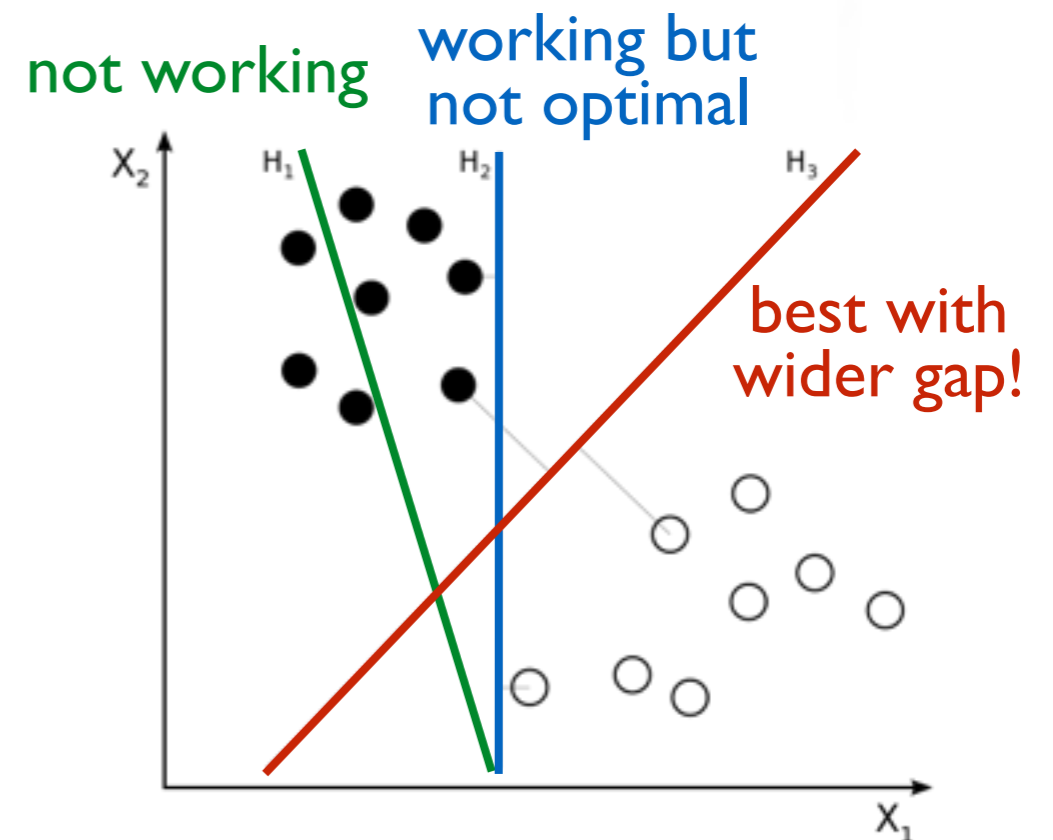 not working
working but
not optimal
X₂
H₁
H₂
H₃
best with
wider gap!
X₁